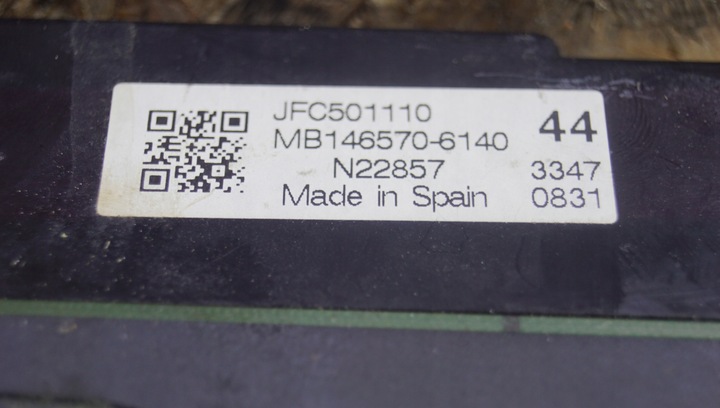 JFC501110
MB146570-6140
N22857
Made in Spain
44
3347
0831